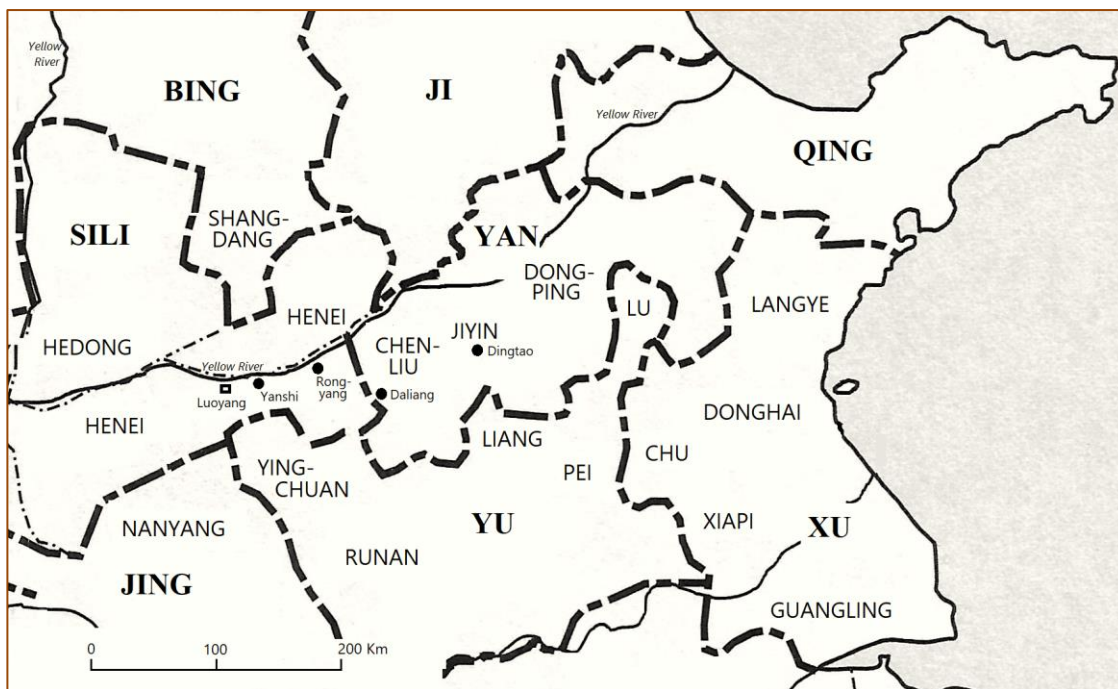 Yellow
River
BING
JI
Yellow River
QING
SILI
SHANG-
DANG
YAN
DONG-
PING
LU
LANGYE
HENEI
HEDONG
CHEN-
LIU
JIYIN
Dingtao
Yellow River
Luoyang
Yanshi
Rong-
yang
Daliang
HENEI
LIANG
DONGHAI
YING-
CHUAN
PEI
CHU
NANYANG
RUNAN
YU
XIAPI
XU
JING
GUANGLING
0
100
200 Km